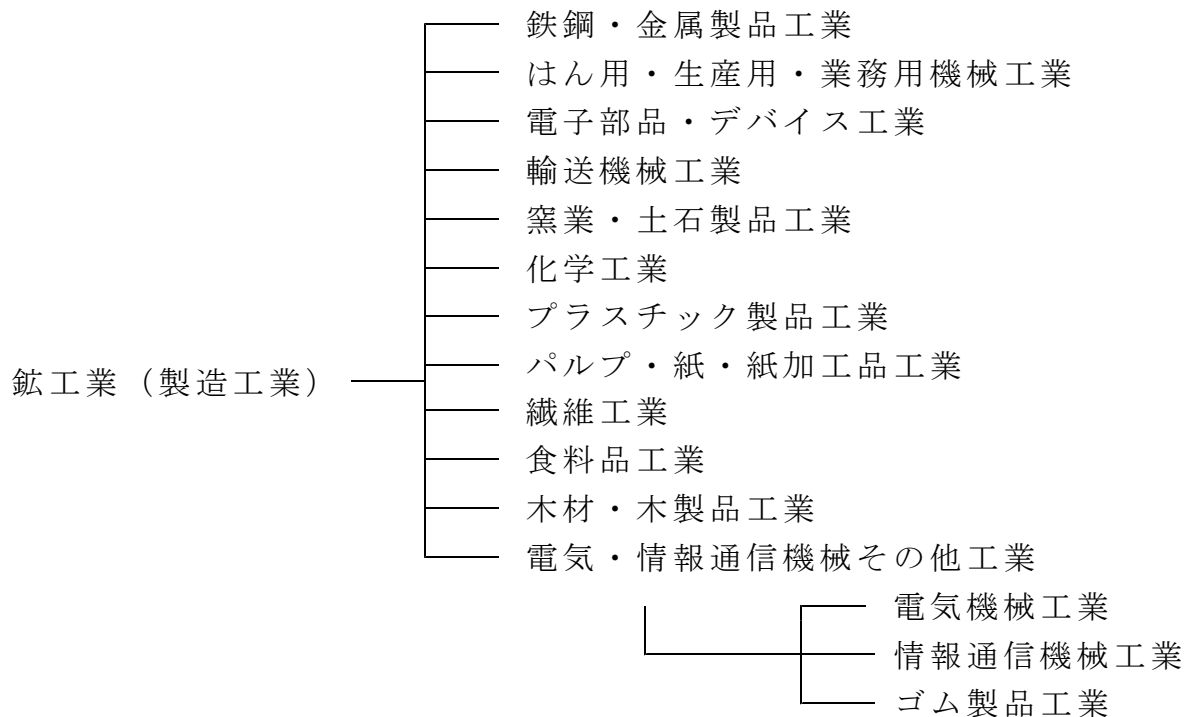 鉄鋼・金属製品工業
はん用・生産用・業務用機械工業
電子部品・デバイス工業
輸送機械工業
窯業・土石製品工業
化学工業
プラスチック製品工業
鉱工業（製造工業）
パルプ・紙・紙加工品工業
繊維工業
食料品工業
木材・木製品工業
電気・情報通信機械その他工業
電気機械工業
情報通信機械工業
ゴム製品工業